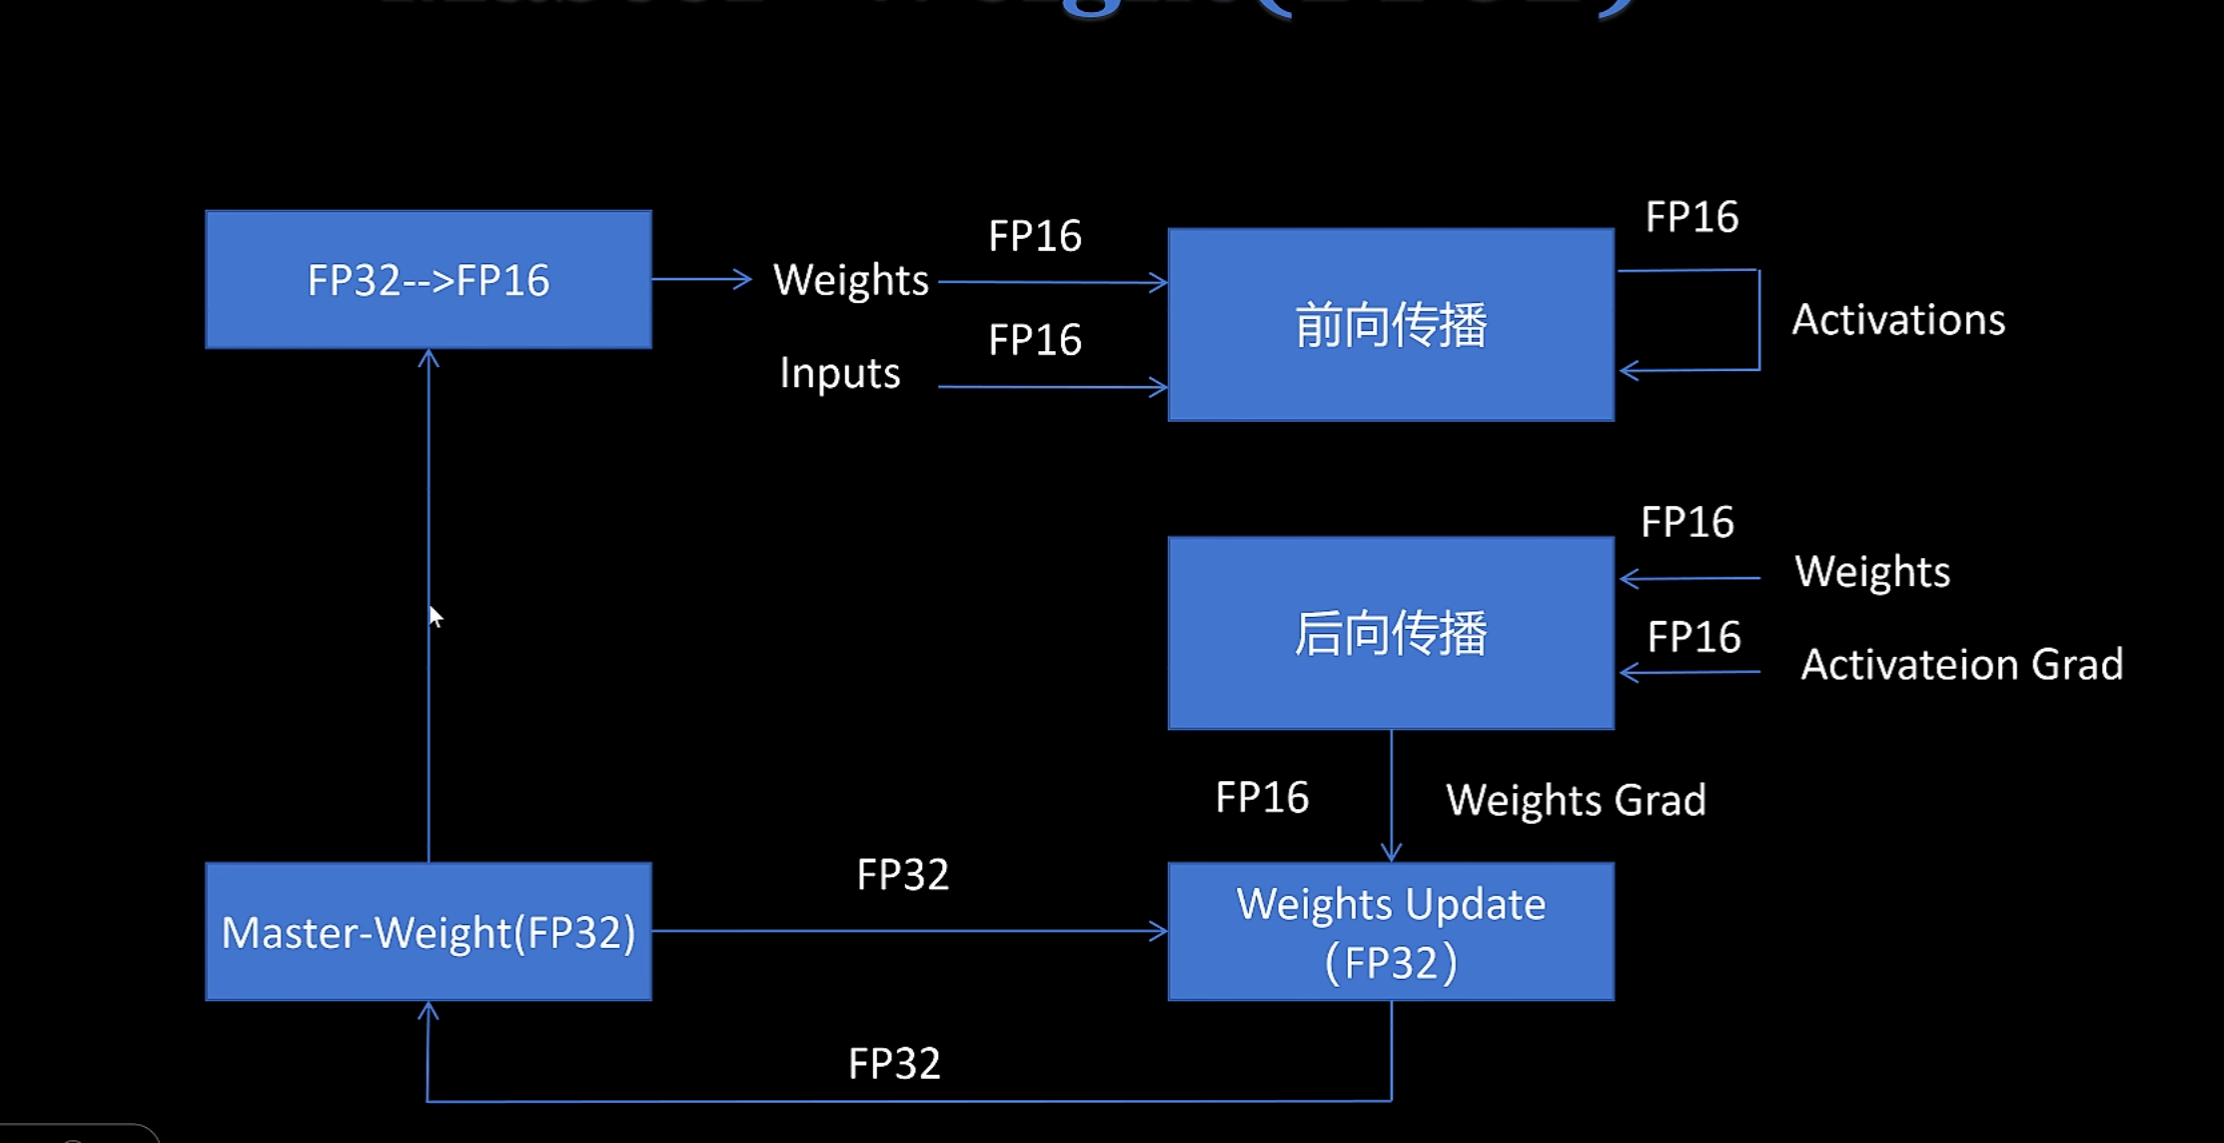 FP32-->FP16
Weights
FP16
Inputs
FP16
前向传播
FP16
Activations
后向传播
FP16
Weights
FP16
Activateion Grad
FP16
Weights Grad
Master-Weight(FP32)
FP32
Weights Update
(FP32)
FP32